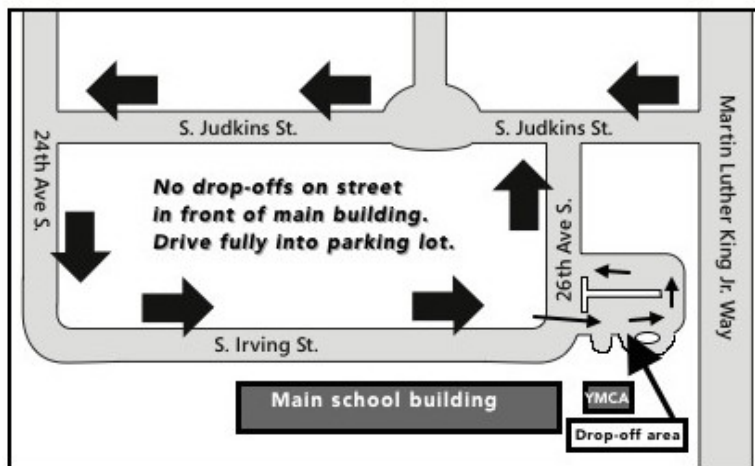 S. Judkins St.
S. Judkins St.
24th Ave S.
No drop-offs on street
in front of main building.
Drive fully into parking lot.
26th Ave S.
Martin Luther King Jr. Way
S. Irving St.
Main school building
YMCA
Drop-off area